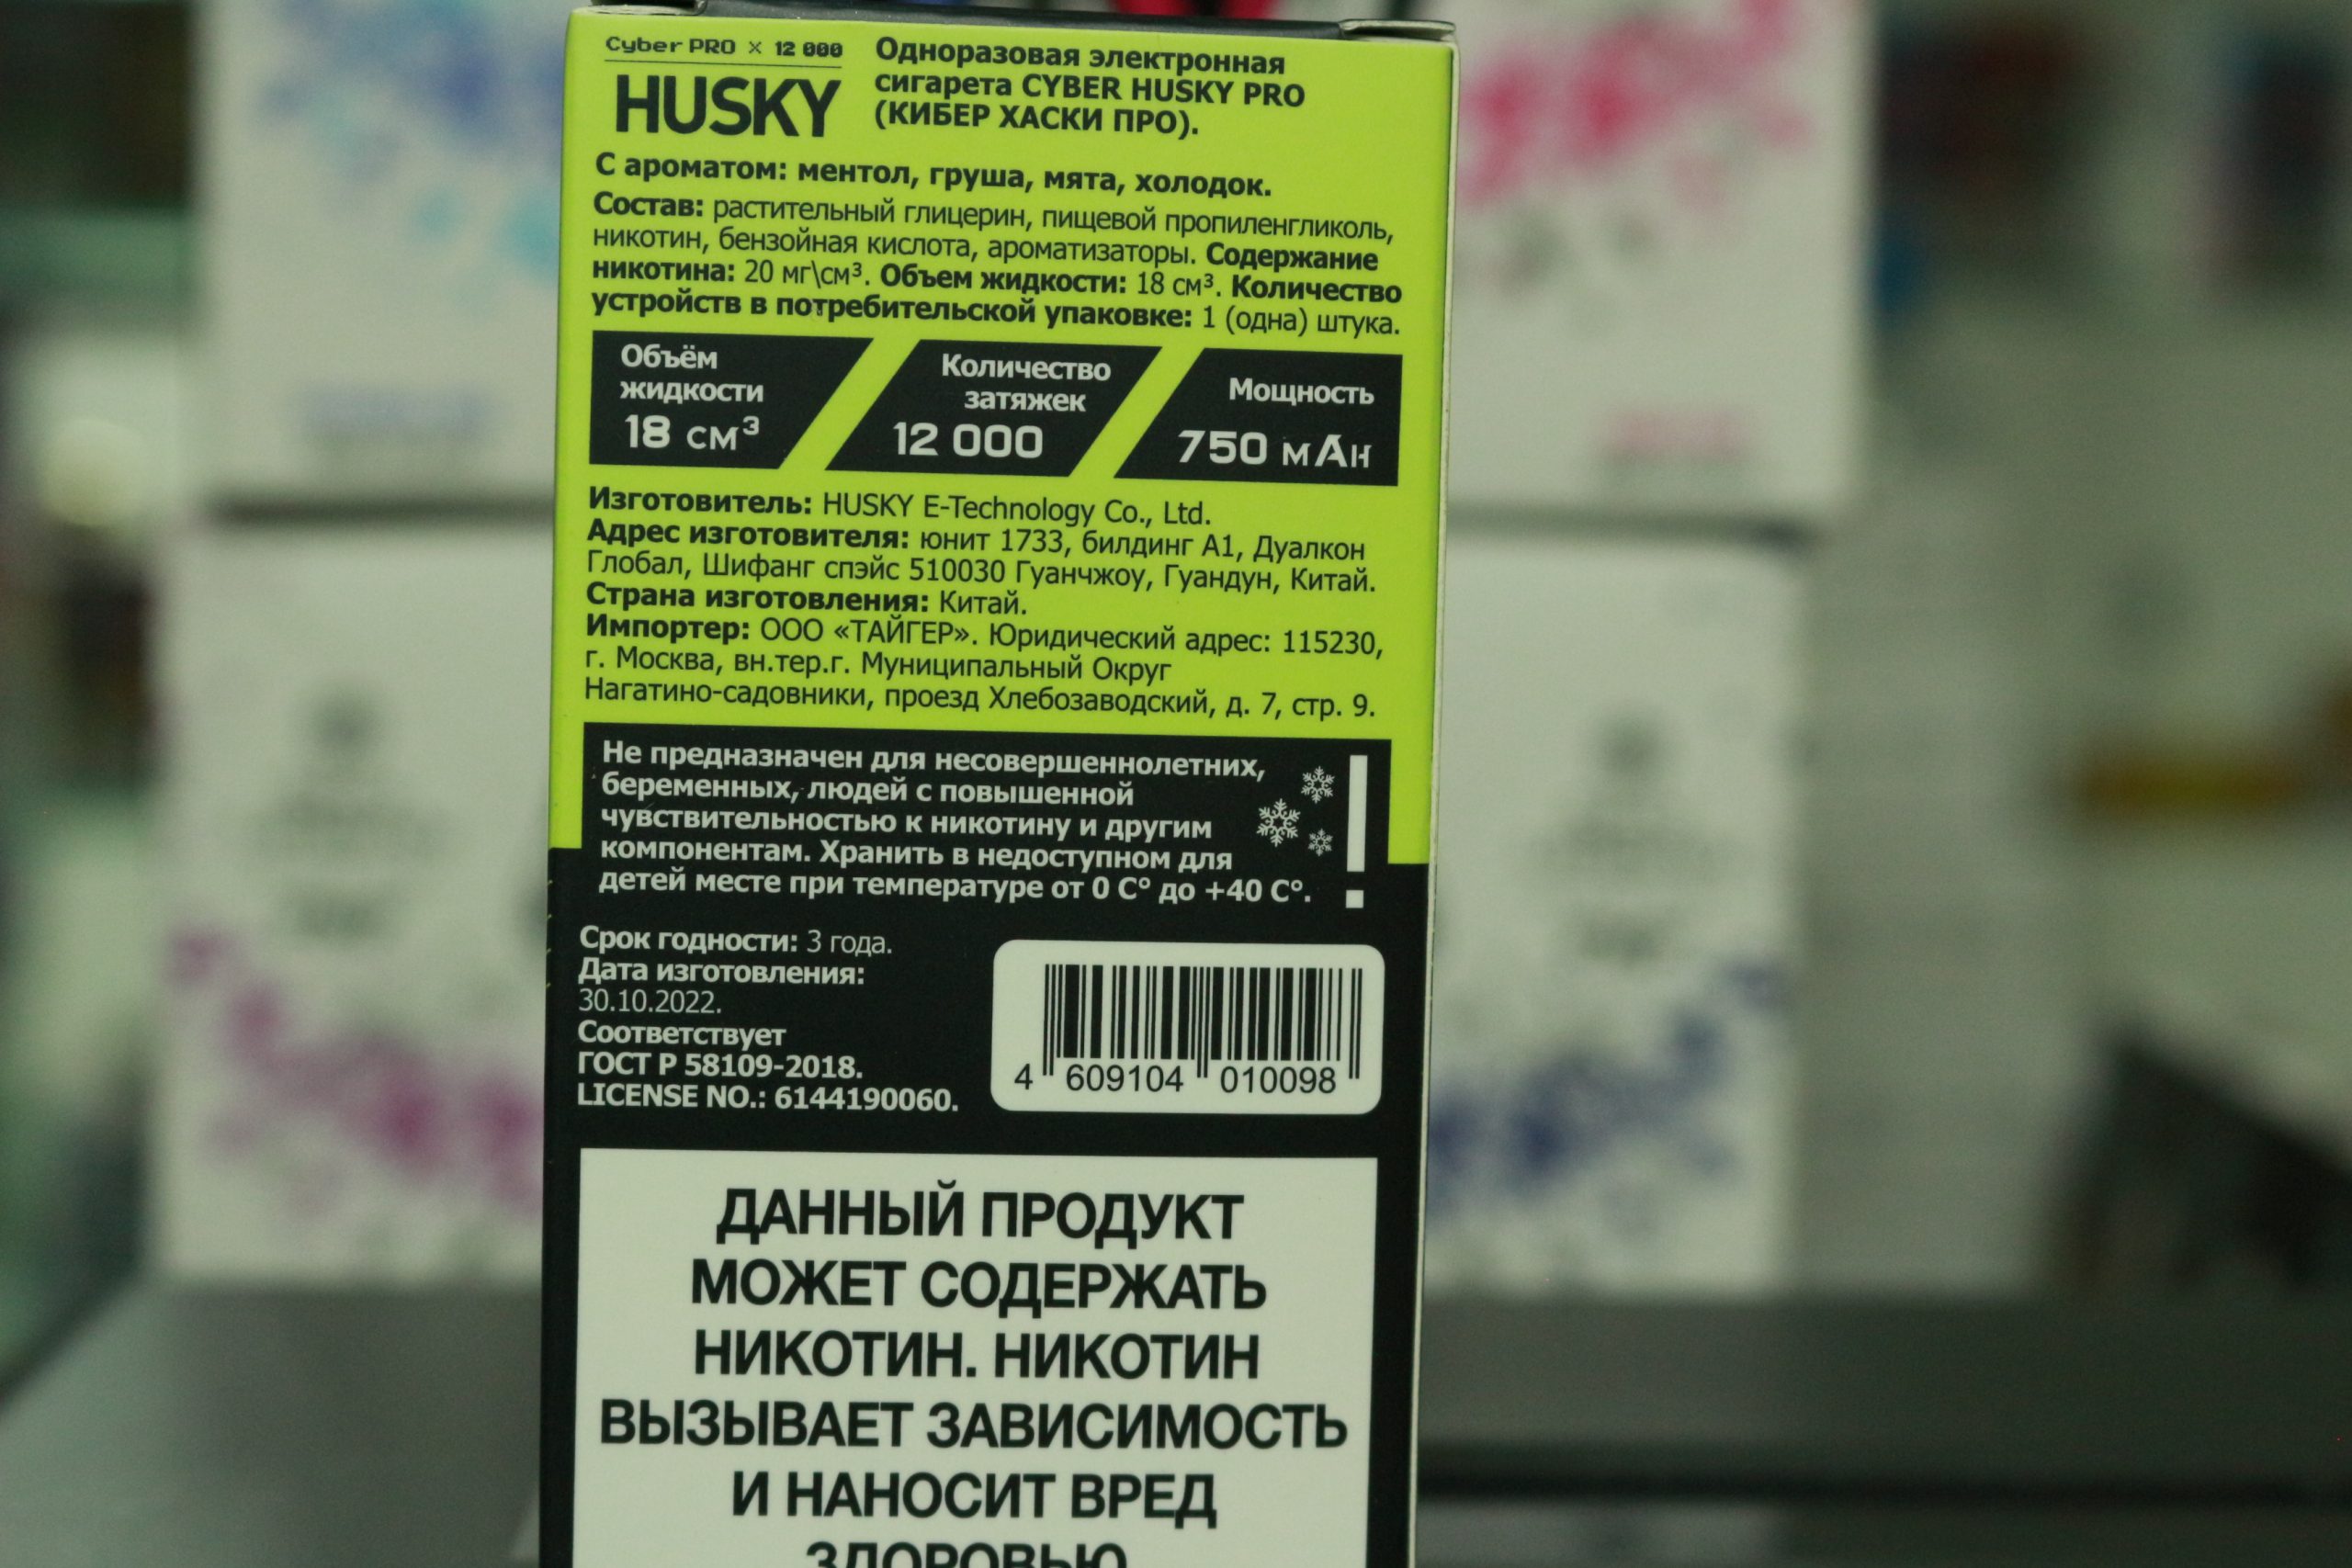 Cyber PRO × 12 000
HUSKY
Одноразовая электронная
сигарета CYBER HUSKY PRO
(КИБЕР ХАСКИ ПРО).
С ароматом: ментол, груша, мята, холодок.
Состав: растительный глицерин, пищевой пропиленгликоль,
никотин, бензойная кислота, ароматизаторы. Содержание
никотина: 20 мг\см³. Объем жидкости: 18 см³. Количество
устройств в потребительской упаковке: 1 (одна) штука.
Объём
жидкости
18 см³
Количество
затяжек
12 000
Мощность
750 мАн
Изготовитель: HUSKY E-Technology Co., Ltd.
Адрес изготовителя: юнит 1733, билдинг А1, Дуалкон
Глобал, Шифанг спэйс 510030 Гуанчжоу, Гуандун, Китай.
Страна изготовления: Китай.
Импортер: ООО «ТАЙГЕР». Юридический адрес: 115230,
г. Москва, вн.тер.г. Муниципальный Округ
Нагатино-садовники, проезд Хлебозаводский, д. 7, стр. 9.
Не предназначен для несовершеннолетних,
беременных, людей с повышенной
чувствительностью к никотину и другим
компонентам. Хранить в недоступном для
детей месте при температуре от 0 С° до +40 С°.
!
Срок годности: 3 года.
Дата изготовления:
30.10.2022.
Соответствует
ГОСТ Р 58109-2018.
LICENSE NO.: 6144190060.
4 609104 010098
ДАННЫЙ ПРОДУКТ
МОЖЕТ СОДЕРЖАТЬ
НИКОТИН. НИКОТИН
ВЫЗЫВАЕТ ЗАВИСИМОСТЬ
И НАНОСИТ ВРЕД
ЗДОРОВЬЮ